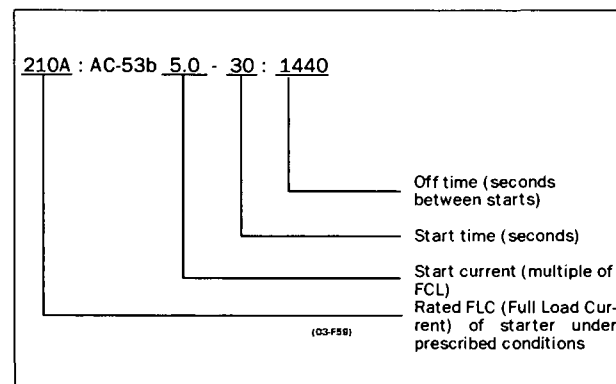 210A : AC-53b 5.0 - 30 : 1440
Off time (seconds
between starts)
Start time (seconds)
Start current (multiple of
FCL)
Rated FLC (Full Load Cur-
rent) of starter under
prescribed conditions
(03-F59)